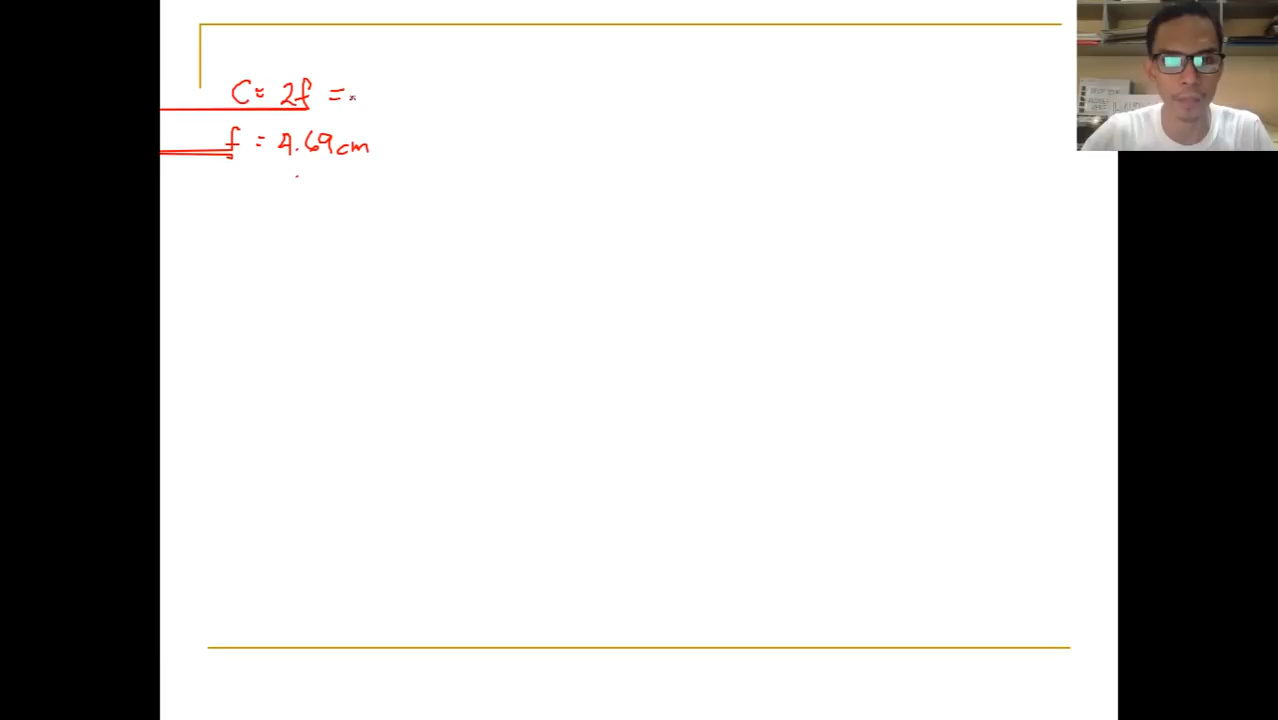 C = 2f =
f = 4.69cm